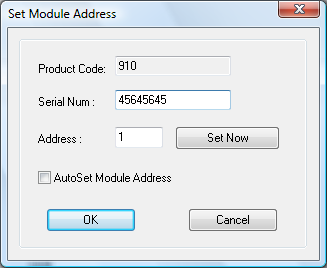 Set Module Address
Product Code: 910
Serial Num : 45645645
Address : 1 Set Now
AutoSet Module Address
OK Cancel